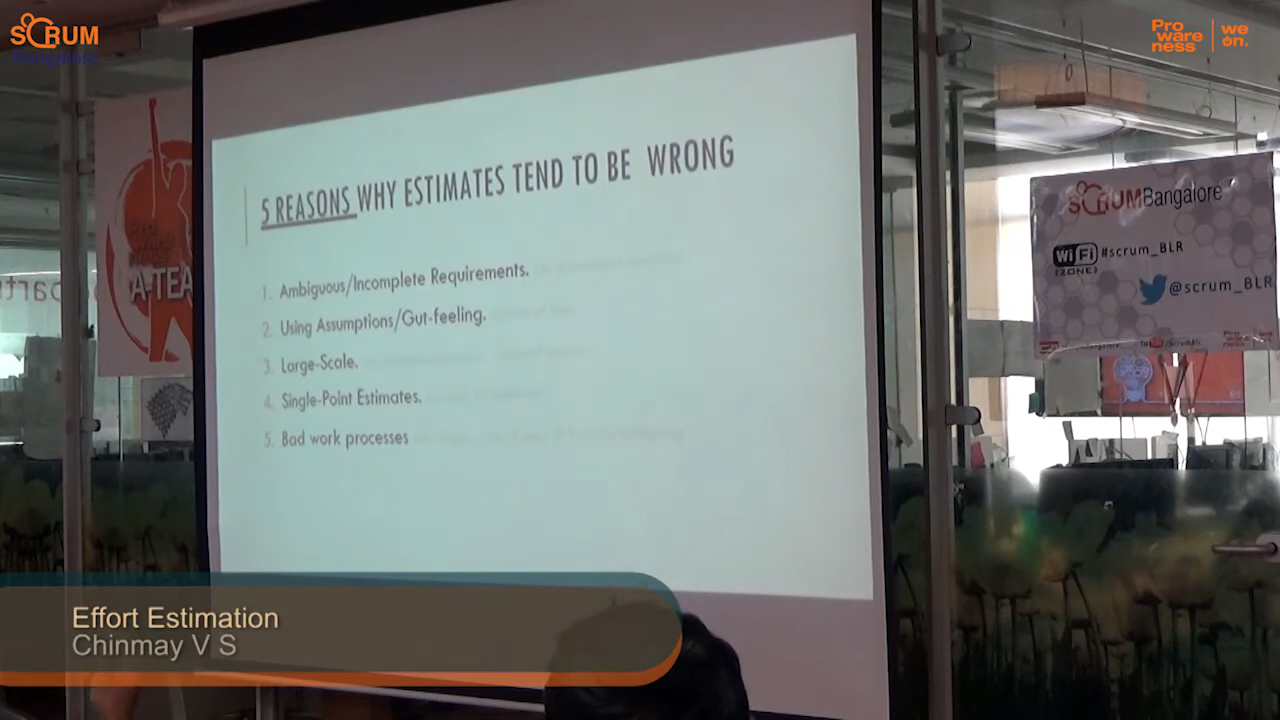 SCRUM
Bangalore
Pro
ware
ness
we
on.
5 REASONS WHY ESTIMATES TEND TO BE WRONG
1. Ambiguous/Incomplete Requirements.
2. Using Assumptions/Gut-feeling.
3. Large-Scale.
4. Single-Point Estimates.
5. Bad work processes
A-TEA
SCRUMBangalore
WiFi
ZONE
#scrum_BLR
@scrum_BLR
Effort Estimation
Chinmay V S